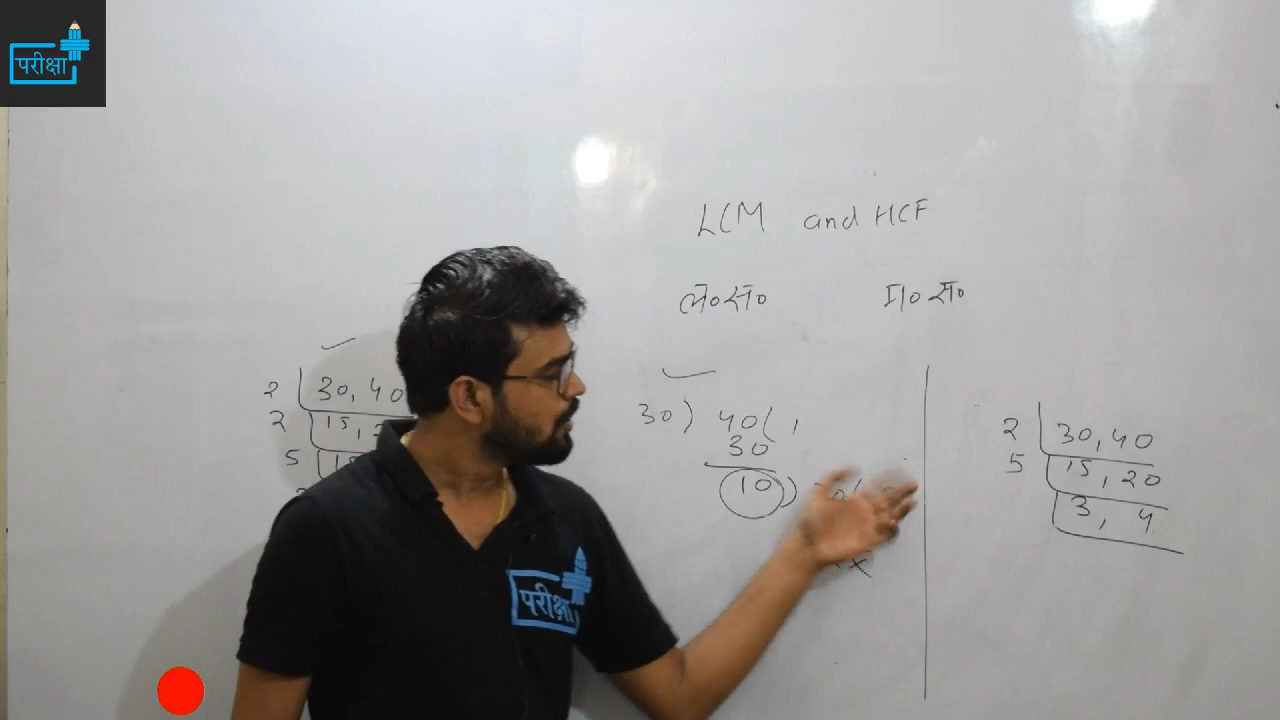 परीक्षा
LCM and HCF
ल०स० म०स०
2 30, 40
2 15,
5
30) 40( 1
30
10)
x
2 30, 40
5 15, 20
3, 4
परीक्षा